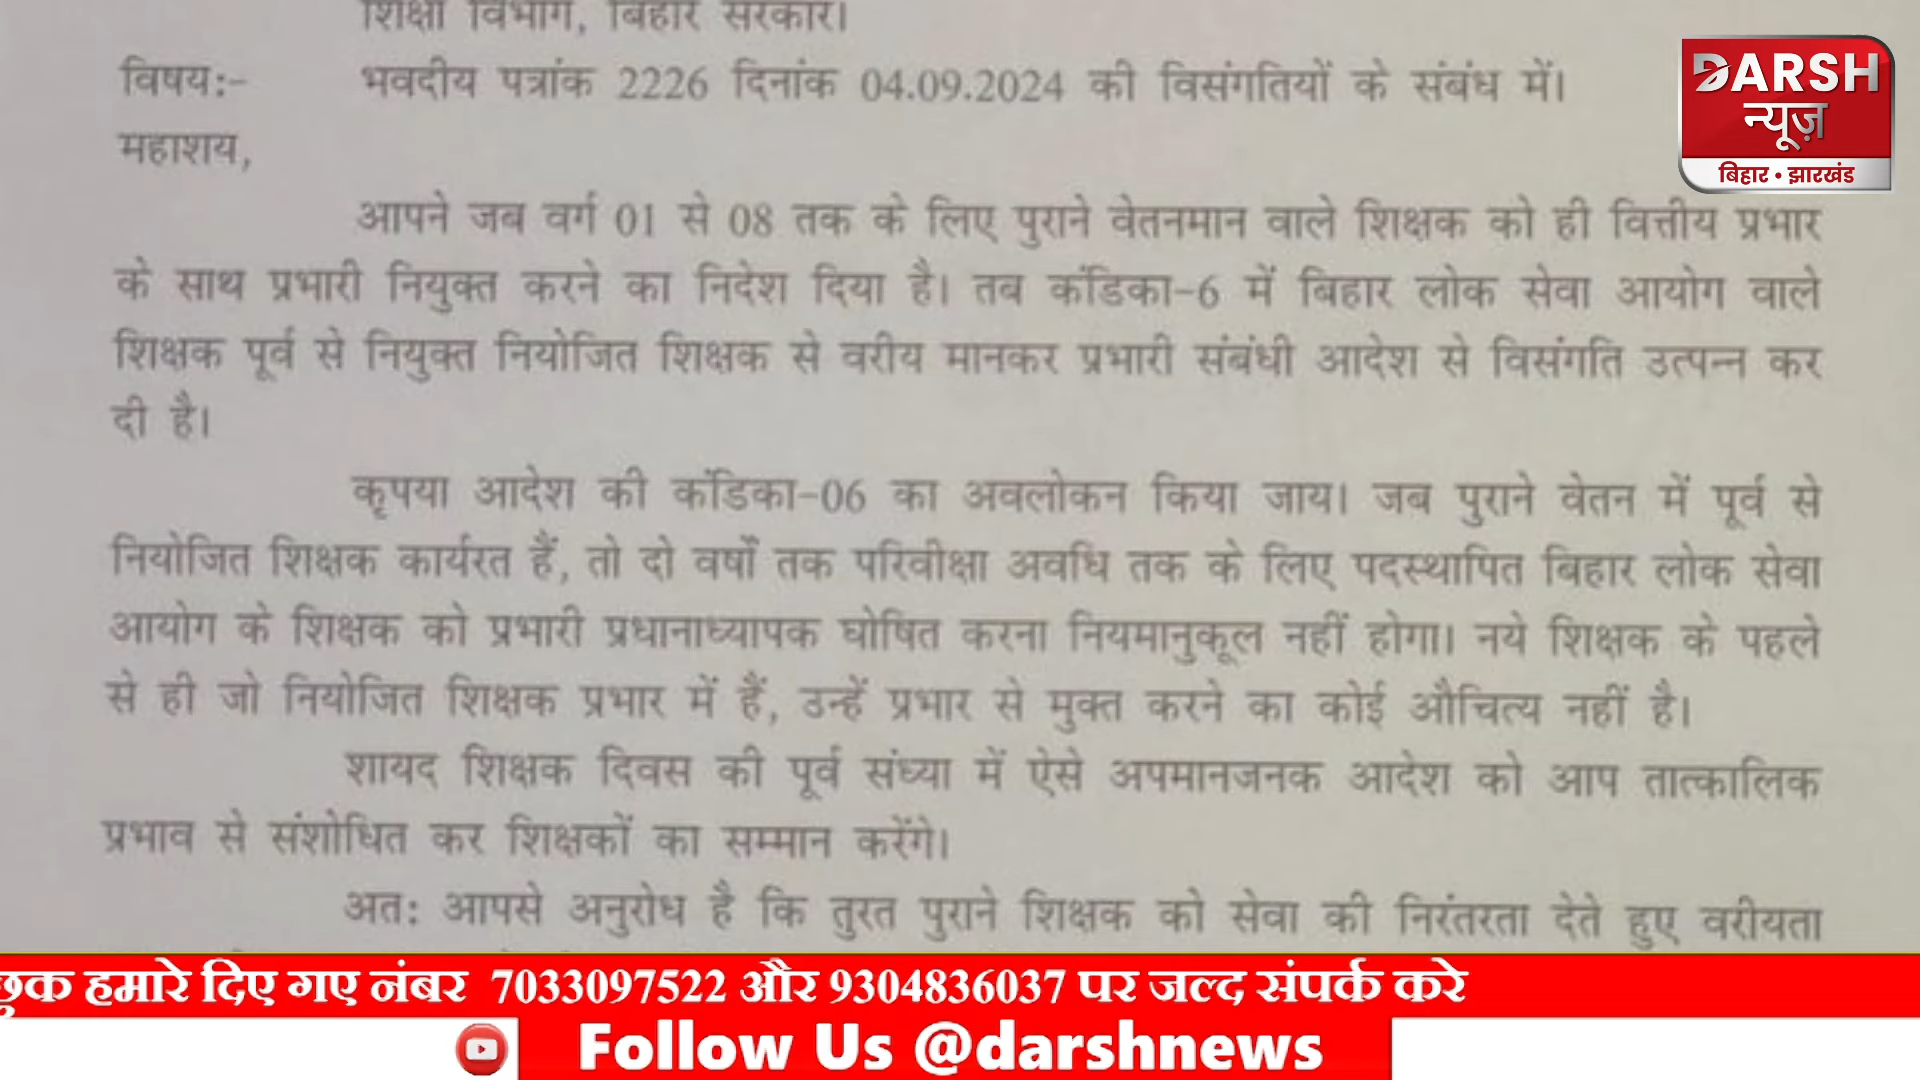 शिक्षा विभाग, बिहार सरकार।
विषय:- भवदीय पत्रांक 2226 दिनांक 04.09.2024 की विसंगतियों के संबंध में।
महाशय,
आपने जब वर्ग 01 से 08 तक के लिए पुराने वेतनमान वाले शिक्षक को ही वित्तीय प्रभार
के साथ प्रभारी नियुक्त करने का निदेश दिया है। तब कंडिका-6 में बिहार लोक सेवा आयोग वाले
शिक्षक पूर्व से नियुक्त नियोजित शिक्षक से वरीय मानकर प्रभारी संबंधी आदेश से विसंगति उत्पन्न कर
दी है।
कृपया आदेश की कंडिका-06 का अवलोकन किया जाय। जब पुराने वेतन में पूर्व से
नियोजित शिक्षक कार्यरत हैं, तो दो वर्षों तक परिवीक्षा अवधि तक के लिए पदस्थापित बिहार लोक सेवा
आयोग के शिक्षक को प्रभारी प्रधानाध्यापक घोषित करना नियमानुकूल नहीं होगा। नये शिक्षक के पहले
से ही जो नियोजित शिक्षक प्रभार में हैं, उन्हें प्रभार से मुक्त करने का कोई औचित्य नहीं है।
शायद शिक्षक दिवस की पूर्व संध्या में ऐसे अपमानजनक आदेश को आप तात्कालिक
प्रभाव से संशोधित कर शिक्षकों का सम्मान करेंगे।
अत: आपसे अनुरोध है कि तुरत पुराने शिक्षक को सेवा की निरंतरता देते हुए वरीयता
DARSH
न्यूज़
बिहार • झारखंड
छुक हमारे दिए गए नंबर 7033097522 और 9304836037 पर जल्द संपर्क करे
Follow Us @darshnews